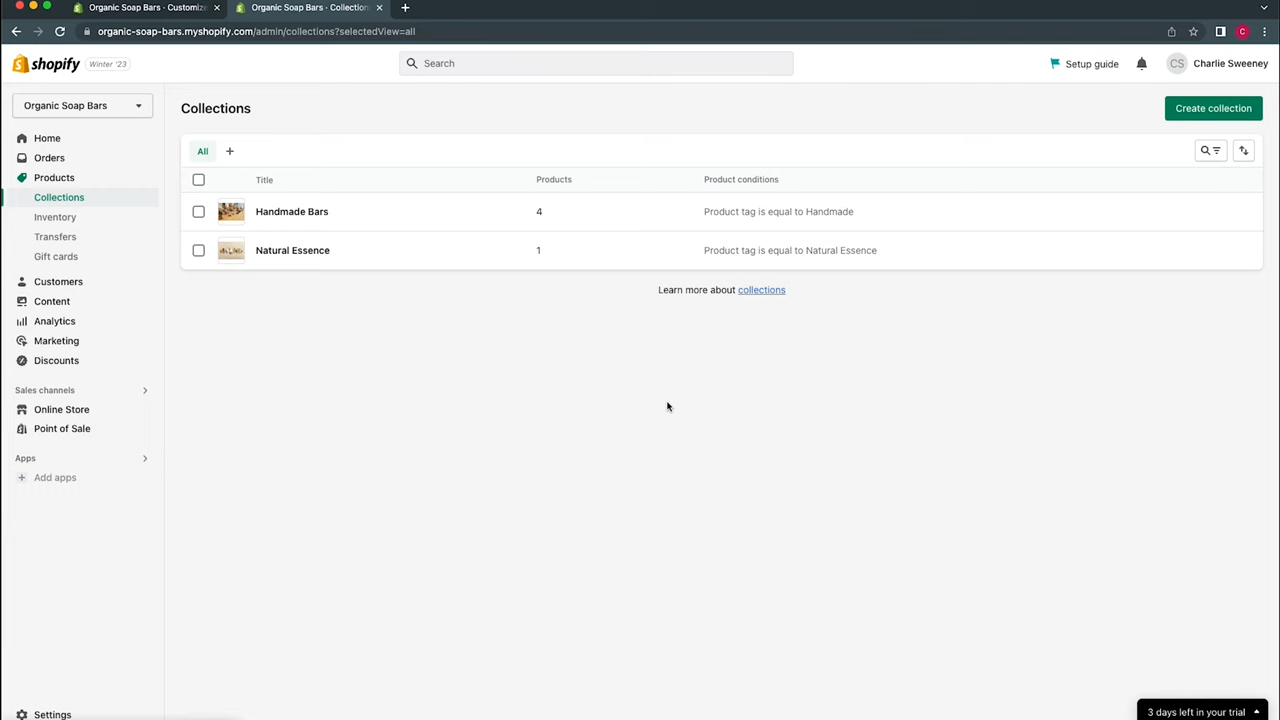 Organic Soap Bars · Customize
Organic Soap Bars · Collection
organic-soap-bars.myshopify.com/admin/collections?selectedView=all
C
shopify
Winter '23
Search
Setup guide
CS
Charlie Sweeney
Organic Soap Bars
Home
Orders
Products
Collections
Inventory
Transfers
Gift cards
Customers
Content
Analytics
Marketing
Discounts
Sales channels
Online Store
Point of Sale
Apps
Add apps
Settings
Collections
Create collection
All
Title Products Product conditions
Handmade Bars 4 Product tag is equal to Handmade
Natural Essence 1 Product tag is equal to Natural Essence
Learn more about collections
3 days left in your trial